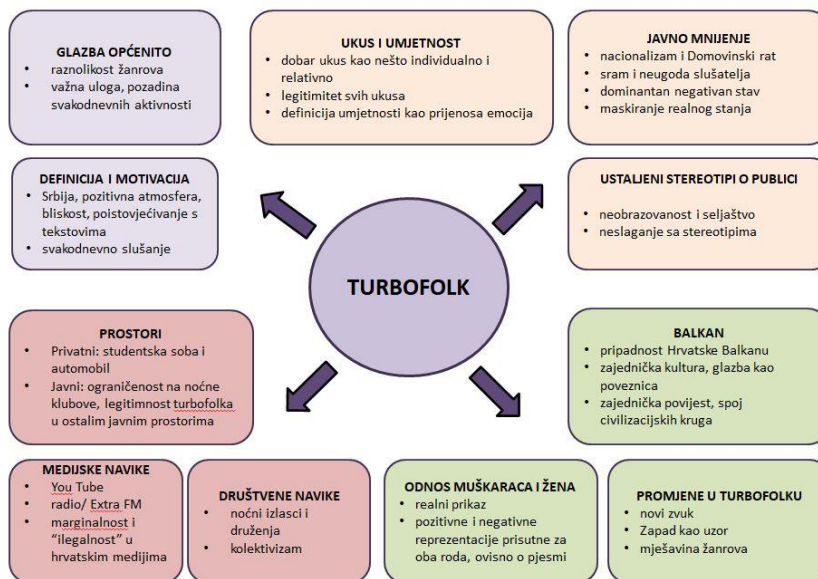 GLAZBA OPĆENITO
• raznolikost žanrova
• važna uloga, pozadina
svakodnevnih aktivnosti
UKUS I UMJETNOST
• dobar ukus kao nešto individualno i
relativno
• legitimitet svih ukusa
• definicija umjetnosti kao prijenosa emocija
JAVNO MNIJENJE
• nacionalizam i Domovinski rat
• sram i neugoda slušatelja
• dominantan negativan stav
• maskiranje realnog stanja
DEFINICIJA I MOTIVACIJA
• Srbija, pozitivna atmosfera,
bliskost, poistovjećivanje s
tekstovima
• svakodnevno slušanje
USTALJENI STEREOTIPI O PUBLICI
• neobrazovanost i seljaštvo
• neslaganje sa stereotipima
TURBOFOLK
PROSTORI
• Privatni: studentska soba i
automobil
• Javni: ograničenost na noćne
klubove, legitimnost turbofolka
u ostalim javnim prostorima
BALKAN
• pripadnost Hrvatske Balkanu
• zajednička kultura, glazba kao
poveznica
• zajednička povijest, spoj
civilizacijskih kruga
MEDIJSKE NAVIKE
• You Tube
• radio/ Extra FM
• marginalnost i
“ilegalnost” u
hrvatskim medijima
DRUŠTVENE NAVIKE
• noćni izlasci i
druženja
• kolektivizam
ODNOS MUŠKARACA I ŽENA
• realni prikaz
• pozitivne i negativne
reprezentacije prisutne za
oba roda, ovisno o pjesmi
PROMJENE U TURBOFOLKU
• novi zvuk
• Zapad kao uzor
• mješavina žanrova